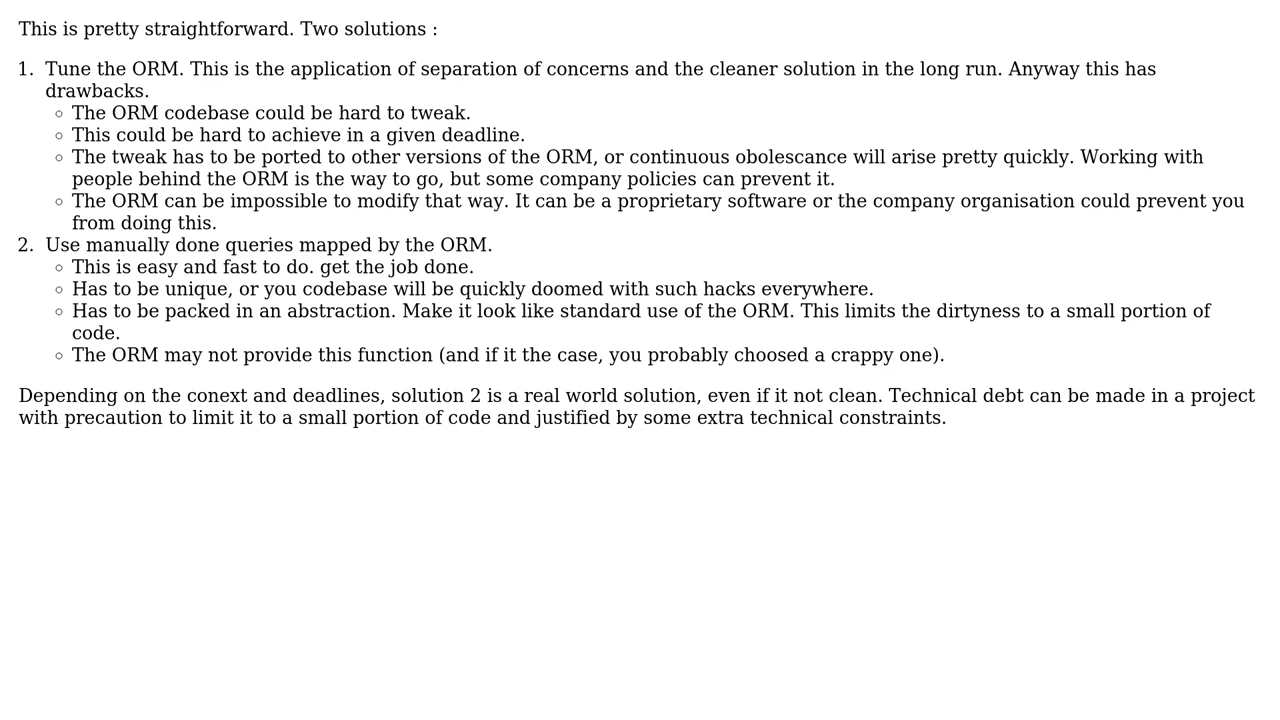 This is pretty straightforward. Two solutions :
1. Tune the ORM. This is the application of separation of concerns and the cleaner solution in the long run. Anyway this has
drawbacks.
◦ The ORM codebase could be hard to tweak.
◦ This could be hard to achieve in a given deadline.
◦ The tweak has to be ported to other versions of the ORM, or continuous obolescance will arise pretty quickly. Working with
people behind the ORM is the way to go, but some company policies can prevent it.
◦ The ORM can be impossible to modify that way. It can be a proprietary software or the company organisation could prevent you
from doing this.
2. Use manually done queries mapped by the ORM.
◦ This is easy and fast to do. get the job done.
◦ Has to be unique, or you codebase will be quickly doomed with such hacks everywhere.
◦ Has to be packed in an abstraction. Make it look like standard use of the ORM. This limits the dirtyness to a small portion of
code.
◦ The ORM may not provide this function (and if it the case, you probably choosed a crappy one).
Depending on the conext and deadlines, solution 2 is a real world solution, even if it not clean. Technical debt can be made in a project
with precaution to limit it to a small portion of code and justified by some extra technical constraints.